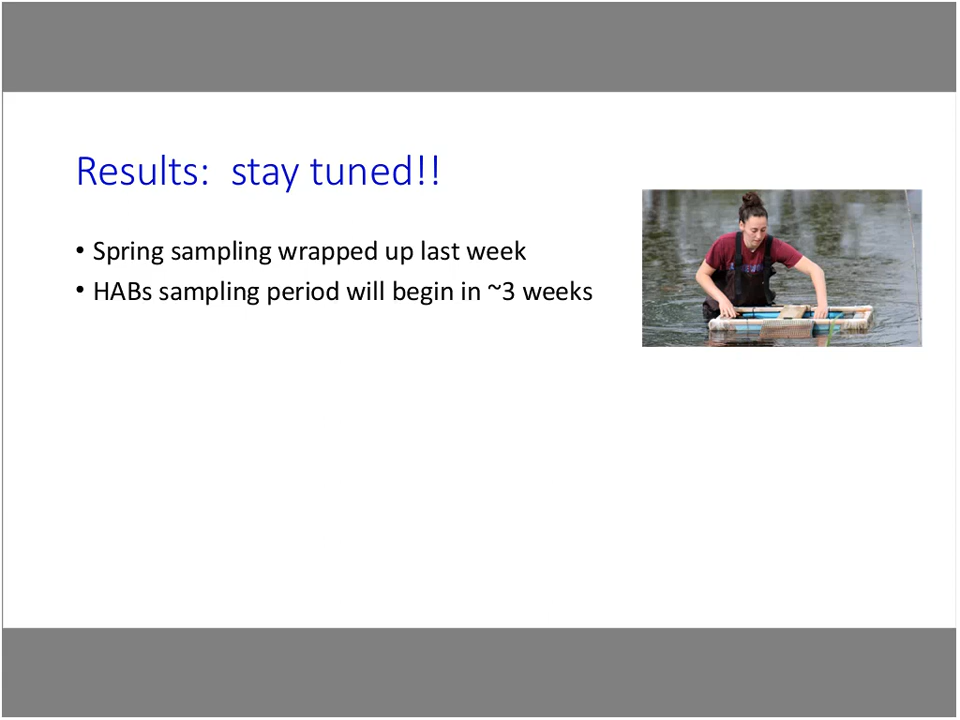 Results:  stay tuned!!
• Spring sampling wrapped up last week
• HABs sampling period will begin in ~3 weeks